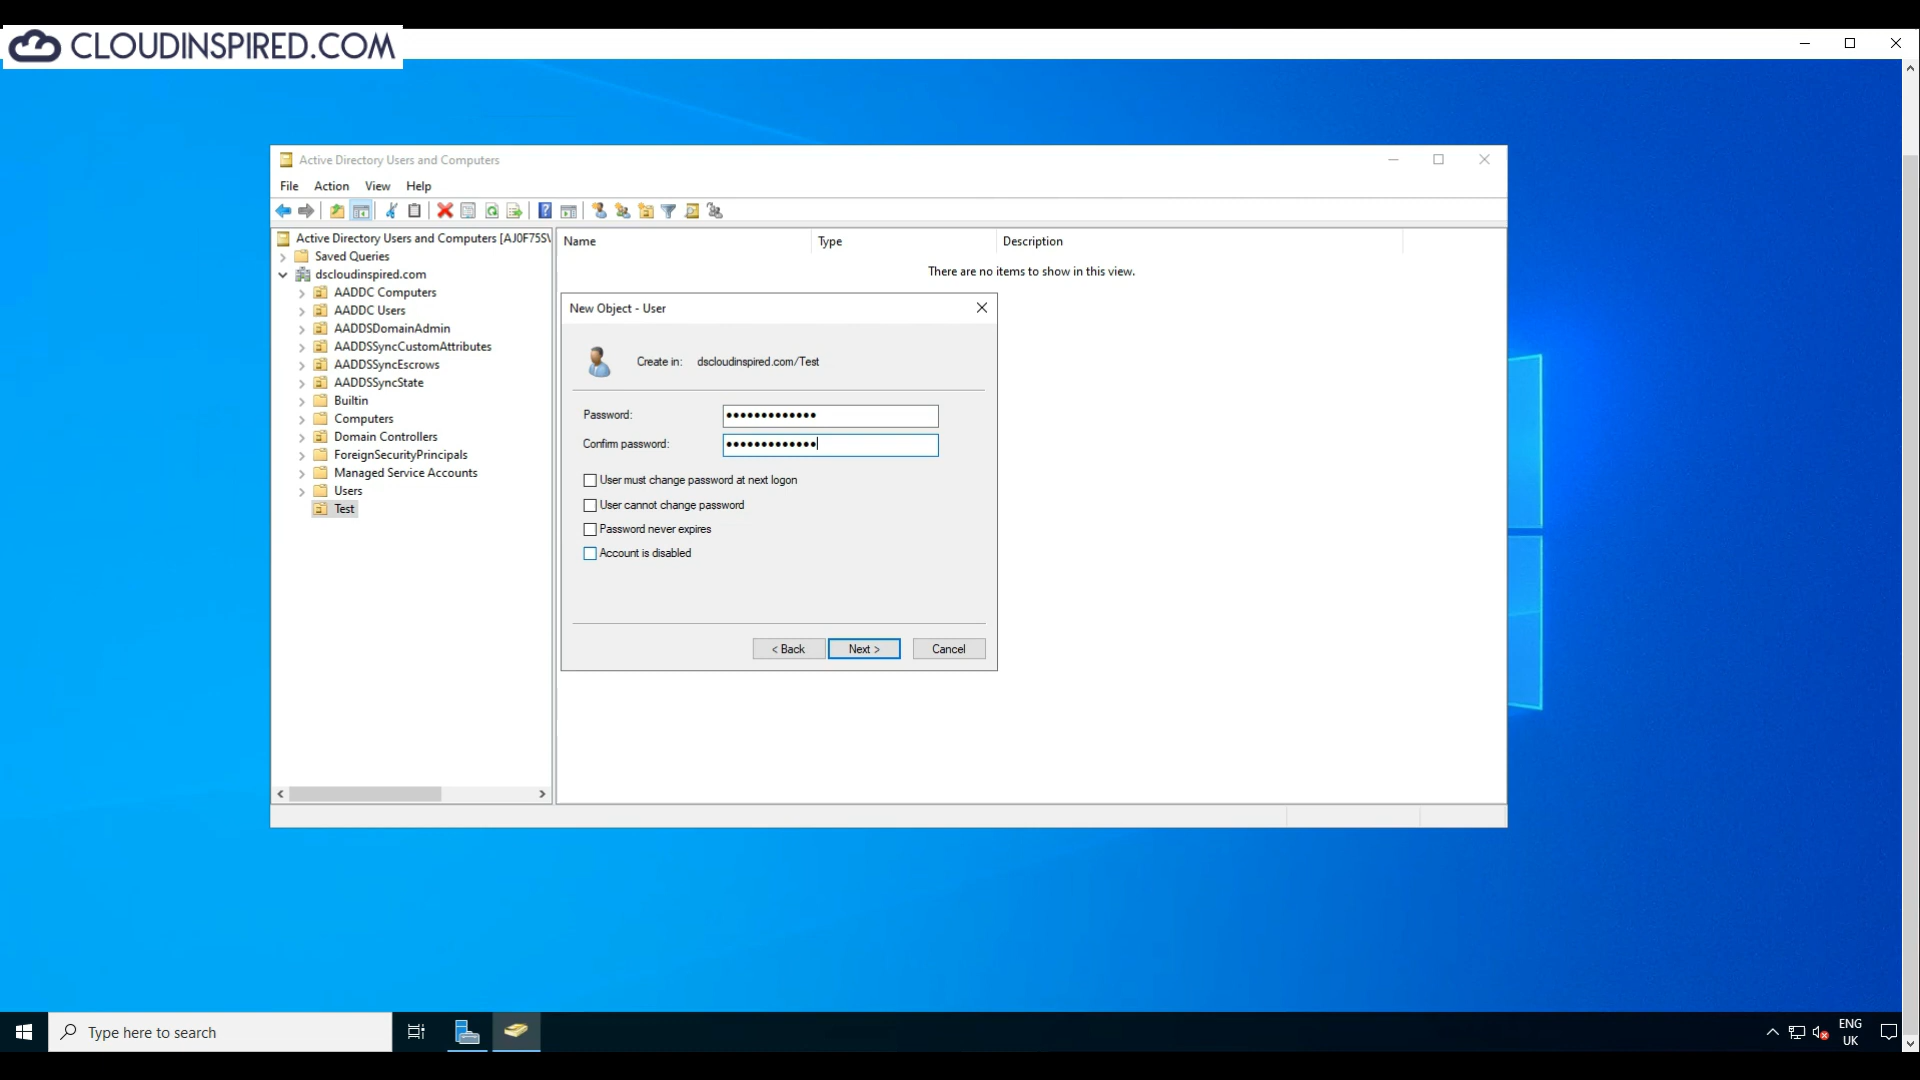 CLOUDINSPIRED.COM
Active Directory Users and Computers
File Action View Help
Active Directory Users and Computers [AJ0F75SV
Saved Queries
dscloudinspired.com
AADDC Computers
AADDC Users
AADDSDomainAdmin
AADDSSyncCustomAttributes
AADDSSyncEscrows
AADDSSyncState
Builtin
Computers
Domain Controllers
ForeignSecurityPrincipals
Managed Service Accounts
Users
Test
Name Type Description
There are no items to show in this view.
New Object - User
Create in: dscloudinspired.com/Test
Password:
Confirm password:
User must change password at next logon
User cannot change password
Password never expires
Account is disabled
< Back Next > Cancel
Type here to search
ENG
UK